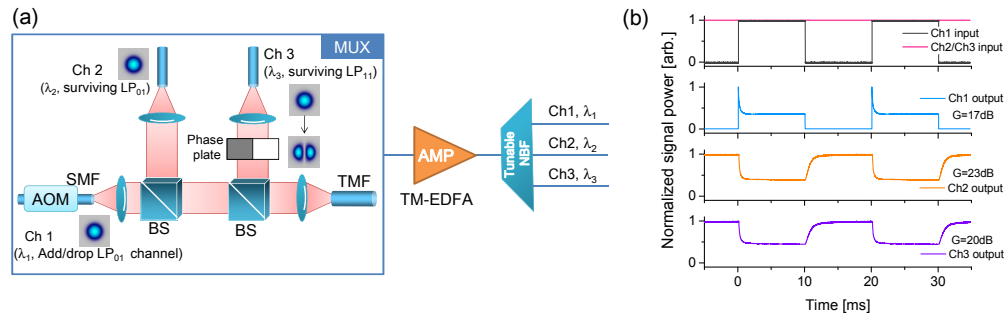 (a)
MUX
Ch 2
(λ2, surviving LP01)
Ch 3
(λ3, surviving LP11)
Phase
plate
SMF
AOM
BS
BS
TMF
Ch 1
(λ1, Add/drop LP01 channel)
AMP
TM-EDFA
Tunable
NBF
Ch1, λ1
Ch2, λ2
Ch3, λ3
(b)
Normalized signal power [arb.]
1
0
Ch1 input
Ch2/Ch3 input
1
0
Ch1 output
G=17dB
1
0
G=23dB
Ch2 output
1
0
G=20dB
Ch3 output
0 10 20 30 35
Time [ms]